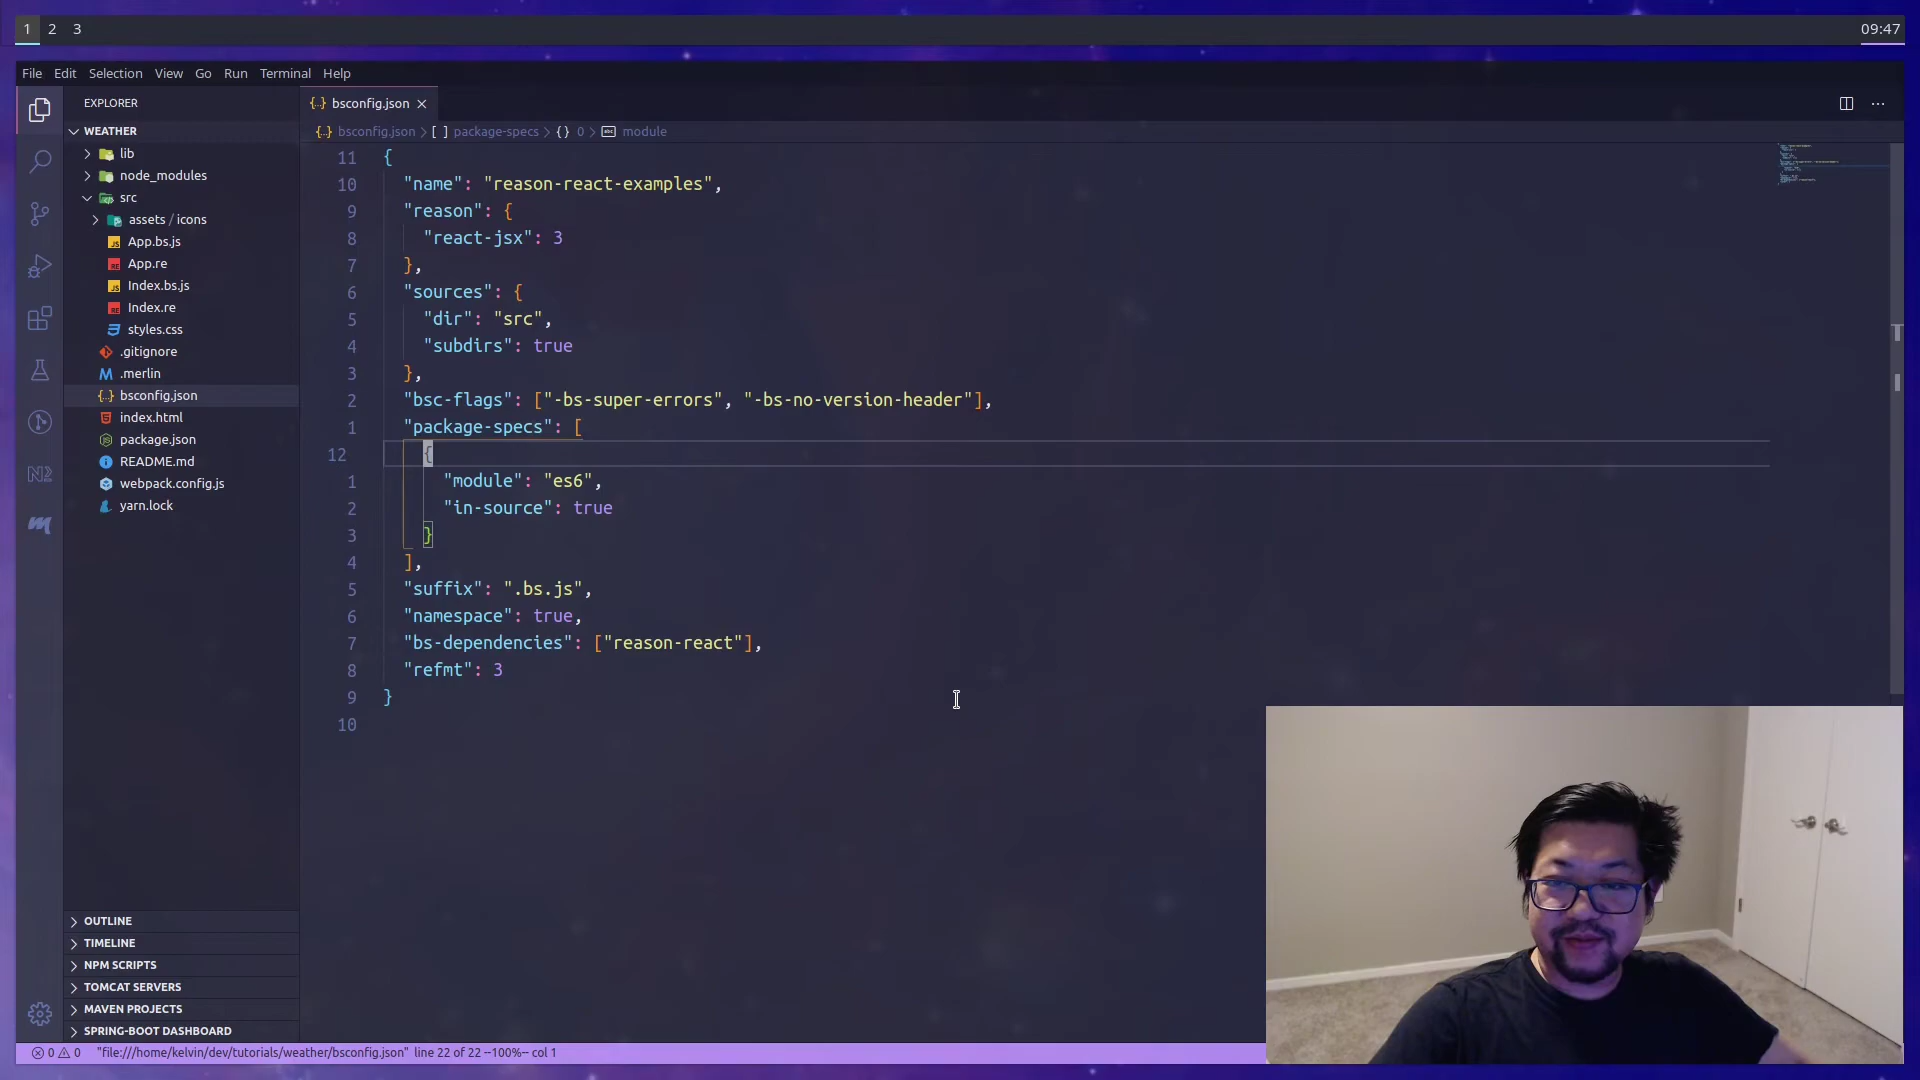 1 2 3 09:47
File Edit Selection View Go Run Terminal Help
EXPLORER
WEATHER
lib
node_modules
src
assets / icons
App.bs.js
App.re
Index.bs.js
Index.re
styles.css
.gitignore
.merlin
bsconfig.json
index.html
package.json
README.md
webpack.config.js
yarn.lock
OUTLINE
TIMELINE
NPM SCRIPTS
TOMCAT SERVERS
MAVEN PROJECTS
SPRING-BOOT DASHBOARD
bsconfig.json
bsconfig.json > [ ] package-specs > {} 0 > abc module
11 {
10 "name": "reason-react-examples",
9 "reason": {
8 "react-jsx": 3
7 },
6 "sources": {
5 "dir": "src",
4 "subdirs": true
3 },
2 "bsc-flags": ["-bs-super-errors", "-bs-no-version-header"],
1 "package-specs": [
12 {
1 "module": "es6",
2 "in-source": true
3 }
4 ],
5 "suffix": ".bs.js",
6 "namespace": true,
7 "bs-dependencies": ["reason-react"],
8 "refmt": 3
9 }
10
0 0 "file:///home/kelvin/dev/tutorials/weather/bsconfig.json" line 22 of 22 --100%-- col 1